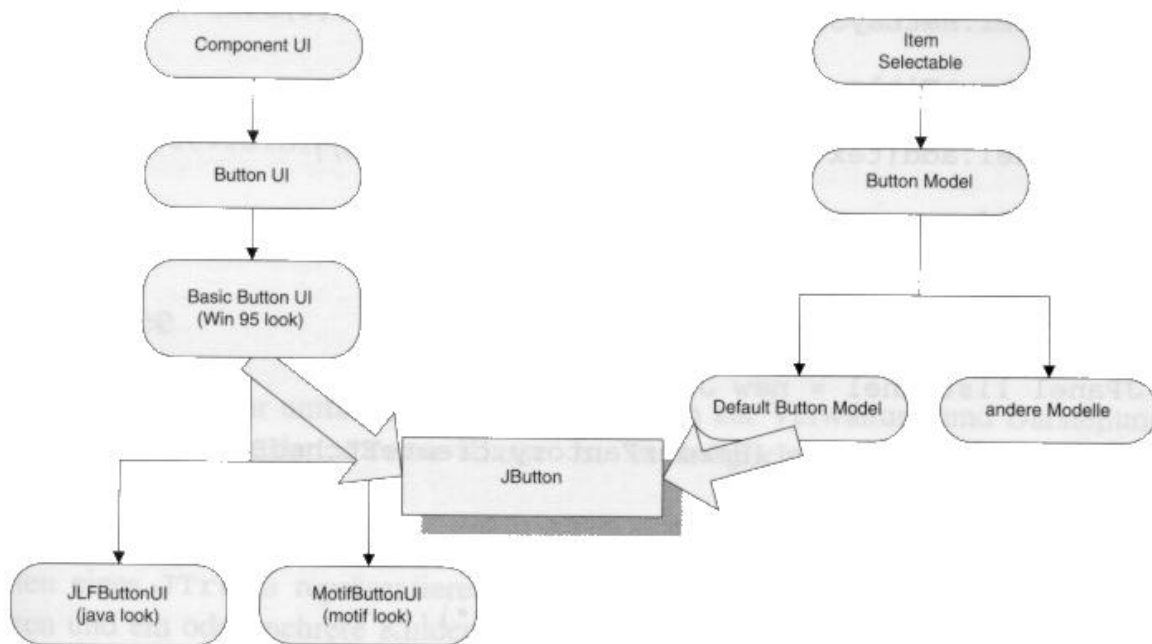 Component UI
Item
Selectable
Button UI
Button Model
Basic Button UI
(Win 95 look)
Default Button Model
andere Modelle
JButton
JLFButtonUI
(java look)
MotifButtonUI
(motif look)